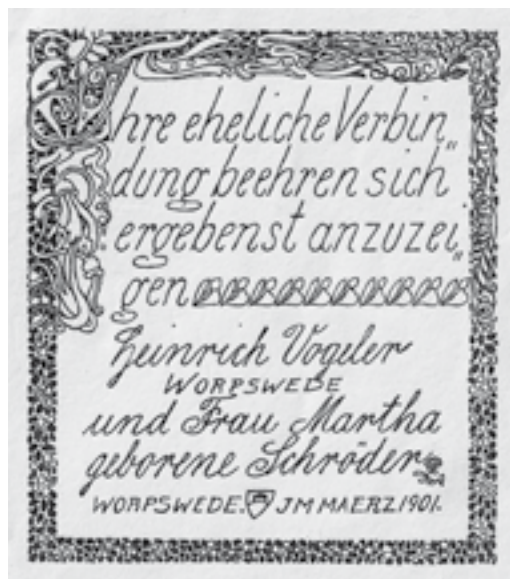 Ihre eheliche Verbin„
dung beehren sich
ergebenst anzuzei„
gen
Heinrich Vogeler
WORPSWEDE
und Frau Martha
geborene Schröder
WORPSWEDE. JM MAERZ 1901.